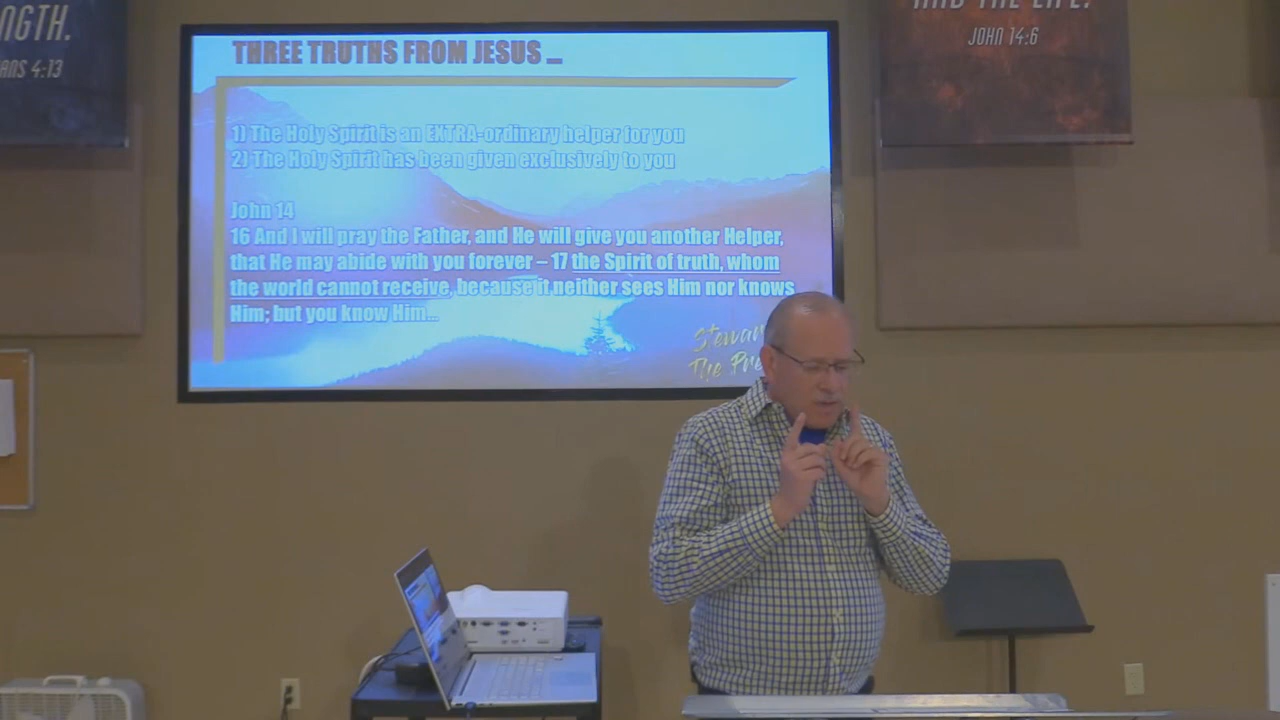 NGTH.
ANS 4:13
AND THE LIFE.
JOHN 14:6
THREE TRUTHS FROM JESUS ...
1) The Holy Spirit is an EXTRA-ordinary helper for you
2) The Holy Spirit has been given exclusively to you
John 14
16 And I will pray the Father, and He will give you another Helper,
that He may abide with you forever – 17 the Spirit of truth, whom
the world cannot receive, because it neither sees Him nor knows
Him; but you know Him...
Stewar
The Pre